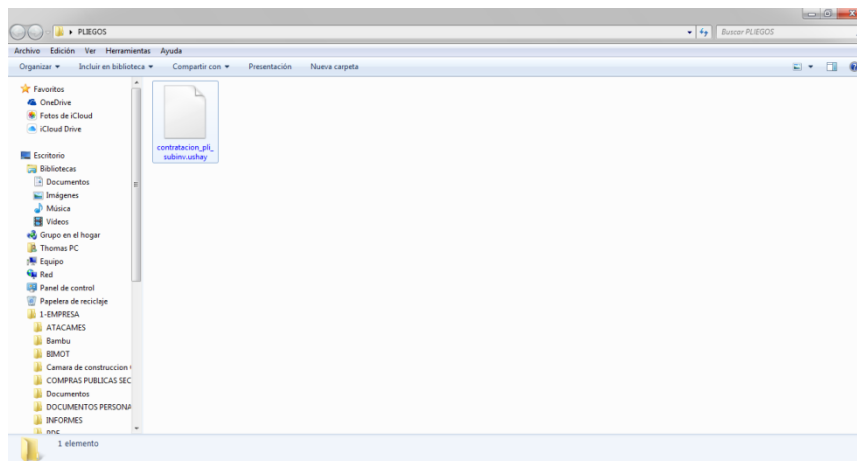 PLIEGOS
Buscar PLIEGOS
Archivo Edición Ver Herramientas Ayuda
Organizar Incluir en biblioteca Compartir con Presentación Nueva carpeta
Favoritos
OneDrive
Fotos de iCloud
iCloud Drive
Escritorio
Bibliotecas
Documentos
Imágenes
Música
Vídeos
Grupo en el hogar
Thomas PC
Equipo
Red
Panel de control
Papelera de reciclaje
1-EMPRESA
ATACAMES
Bambu
BIMOT
Camara de construccion
COMPRAS PUBLICAS SEC
Documentos
DOCUMENTOS PERSONA
INFORMES
contratacion_pli_
subinv.ushay
1 elemento